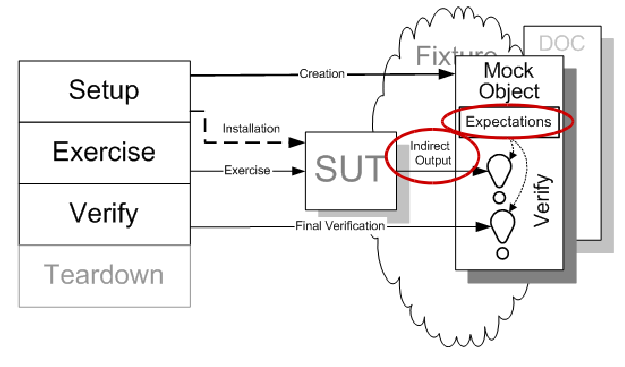 Fixture
DOC
Setup
Creation
Mock
Object
Expectations
Installation
Exercise
Exercise
SUT
Indirect
Output
Verify
Verify
Final Verification
Teardown